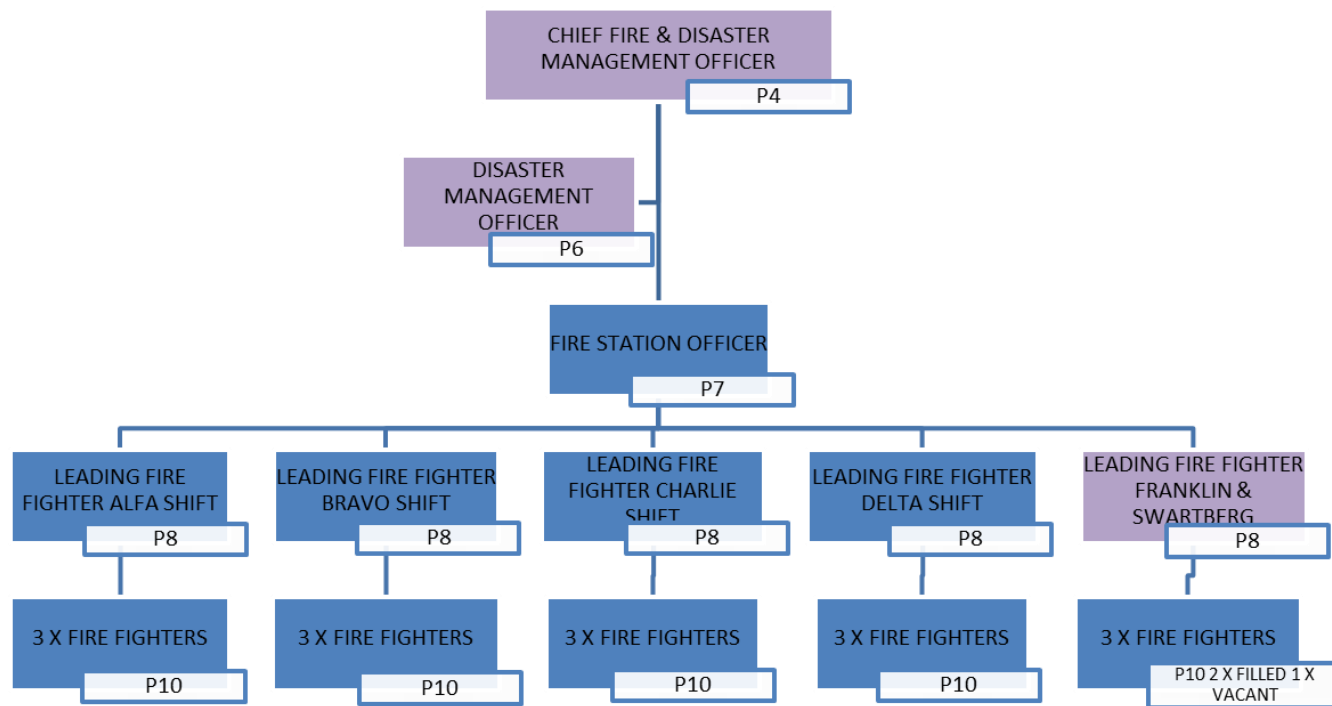 CHIEF FIRE & DISASTER
MANAGEMENT OFFICER
P4
DISASTER
MANAGEMENT
OFFICER
P6
FIRE STATION OFFICER
P7
LEADING FIRE
FIGHTER ALFA SHIFT
P8
LEADING FIRE FIGHTER
BRAVO SHIFT
P8
LEADING FIRE
FIGHTER CHARLIE
SHIFT
P8
LEADING FIRE FIGHTER
DELTA SHIFT
P8
LEADING FIRE FIGHTER
FRANKLIN &
SWARTBERG
P8
3 X FIRE FIGHTERS
P10
3 X FIRE FIGHTERS
P10
3 X FIRE FIGHTERS
P10
3 X FIRE FIGHTERS
P10
3 X FIRE FIGHTERS
P10 2 X FILLED 1 X
VACANT